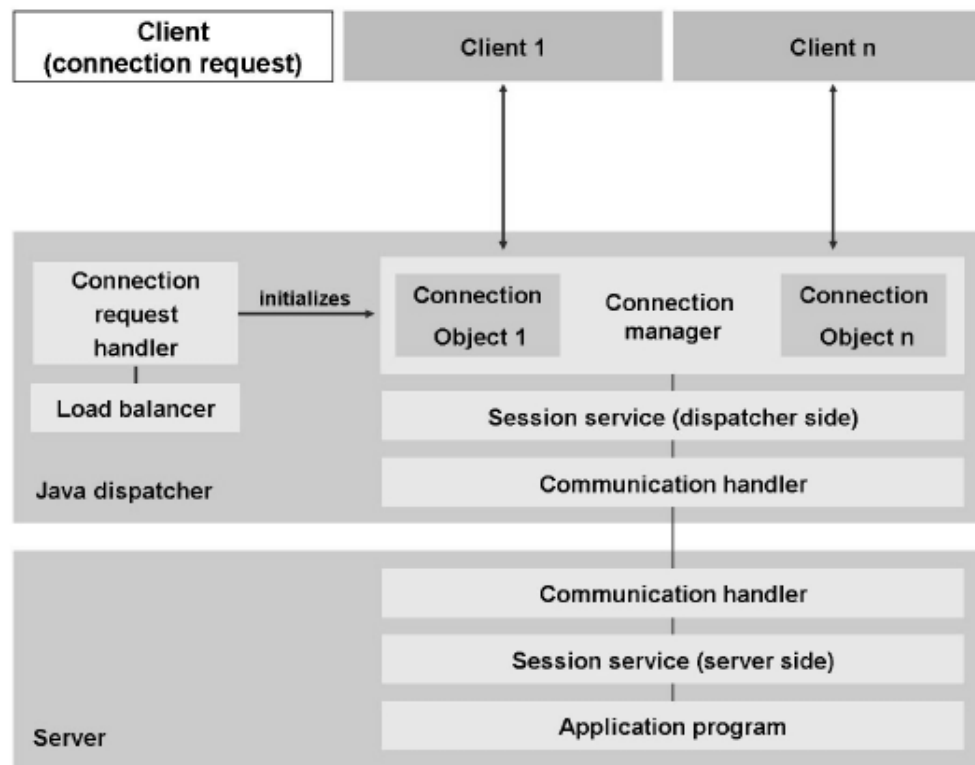 Client
(connection request)
Client 1
Client n
Connection
request
handler
initializes
Connection
Object 1
Connection
manager
Connection
Object n
Load balancer
Session service (dispatcher side)
Java dispatcher
Communication handler
Communication handler
Session service (server side)
Application program
Server